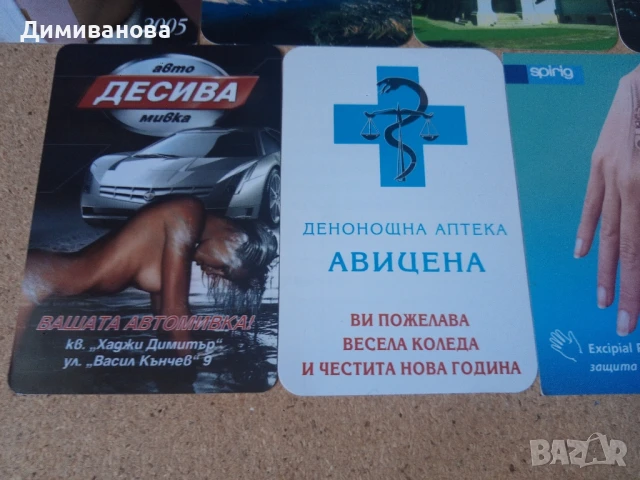 Димиванова
2005
авто
ДЕСИВА
мивка
ВАШАТА АВТОМИВКА!
кв. „Хаджи Димитър"
ул. „Васил Кънчев" 9
ДЕНОНОЩНА АПТЕКА
АВИЦЕНА
ВИ ПОЖЕЛАВА
ВЕСЕЛА КОЛЕДА
И ЧЕСТИТА НОВА ГОДИНА
spirig
Excipial
защита
BAZAR